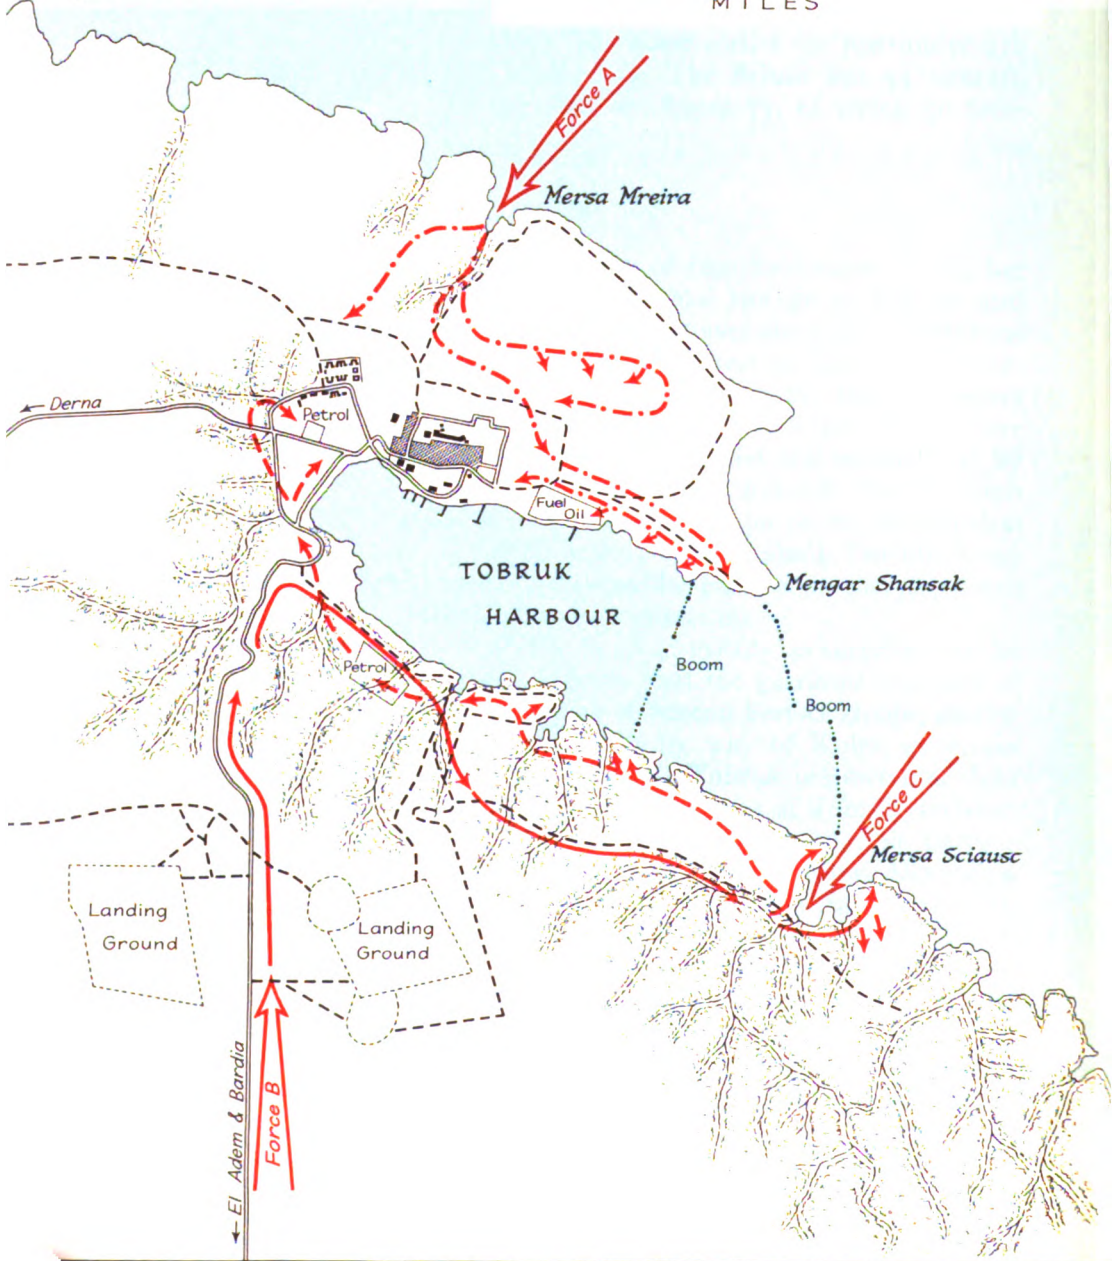 MILES
Force A
Mersa Mreira
Derna
Petrol
Fuel
Oil
TOBRUK
HARBOUR
Mengar Shansak
Boom
Petrol
Boom
Force C
Mersa Sciausc
Landing
Ground
Landing
Ground
El Adem & Bardia
Force B